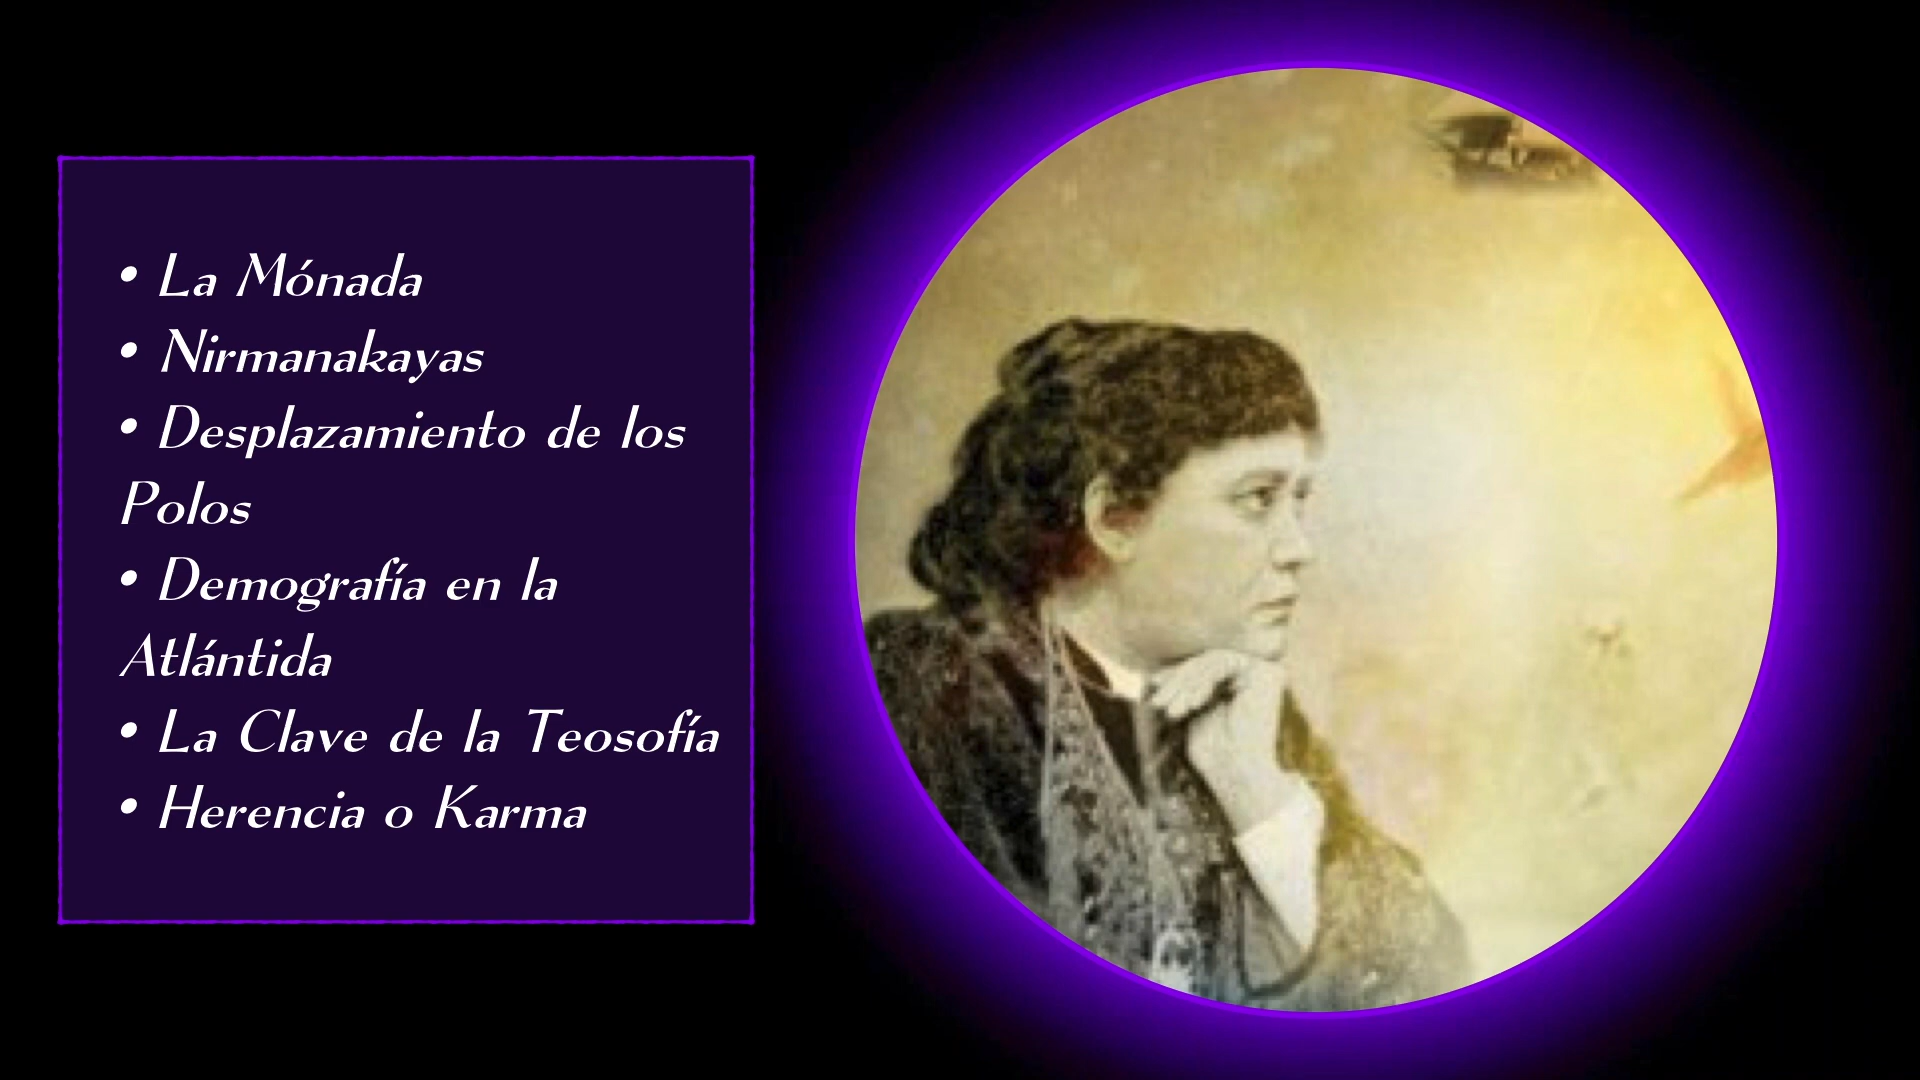 • La Mónada
• Nirmanakayas
• Desplazamiento de los
Polos
• Demografía en la
Atlántida
• La Clave de la Teosofía
• Herencia o Karma